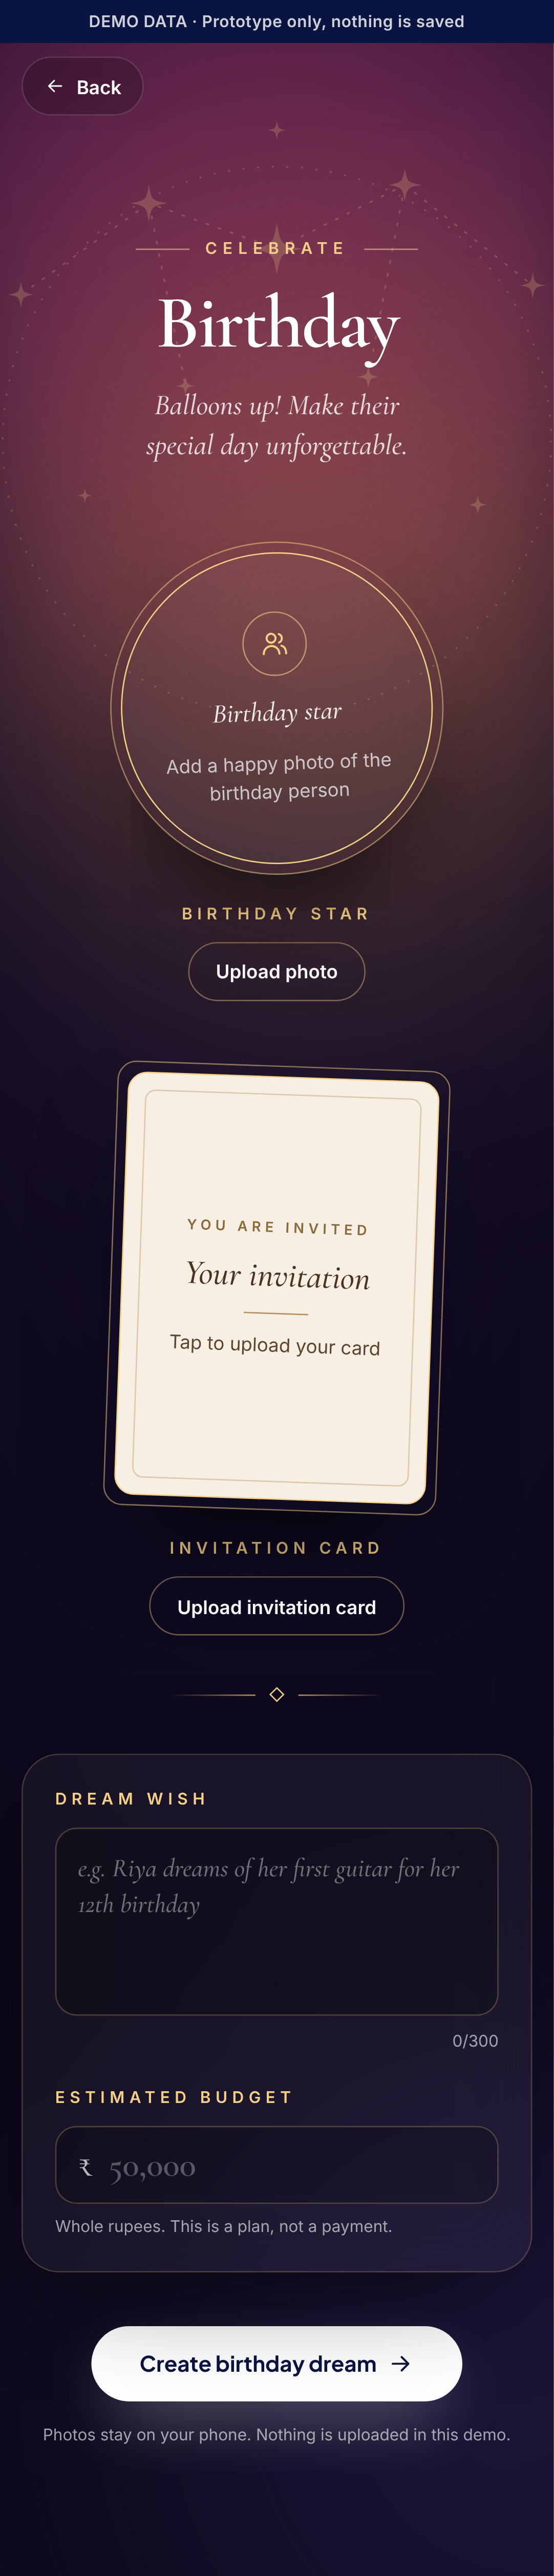 DEMO DATA · Prototype only, nothing is saved
← Back
CELEBRATE
Birthday
Balloons up! Make their
special day unforgettable.
Birthday star
Add a happy photo of the
birthday person
BIRTHDAY STAR
Upload photo
YOU ARE INVITED
Your invitation
Tap to upload your card
INVITATION CARD
Upload invitation card
DREAM WISH
e.g. Riya dreams of her first guitar for her
12th birthday
0/300
ESTIMATED BUDGET
₹ 50,000
Whole rupees. This is a plan, not a payment.
Create birthday dream →
Photos stay on your phone. Nothing is uploaded in this demo.